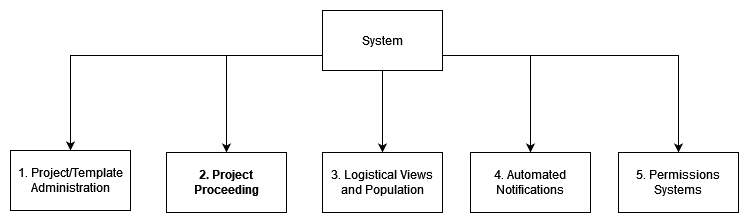 System
1. Project/Template
Administration
2. Project
Proceeding
3. Logistical Views
and Population
4. Automated
Notifications
5. Permissions
Systems